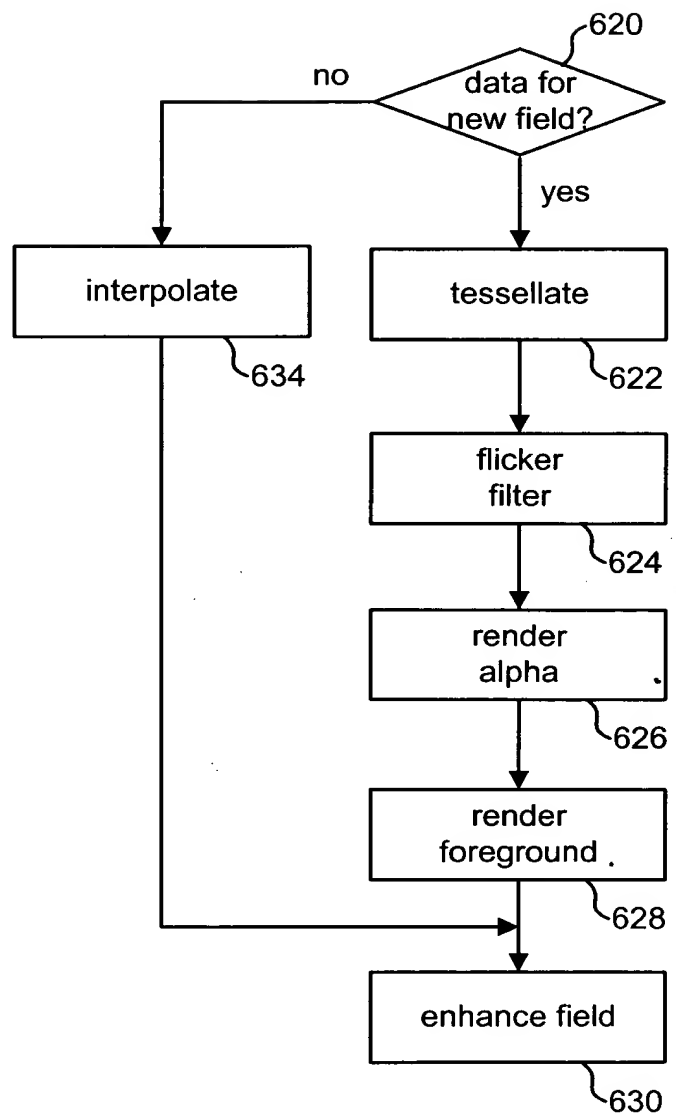 620
no
data for
new field?
yes
interpolate
634
tessellate
622
flicker
filter
624
render
alpha
626
render
foreground
628
enhance field
630